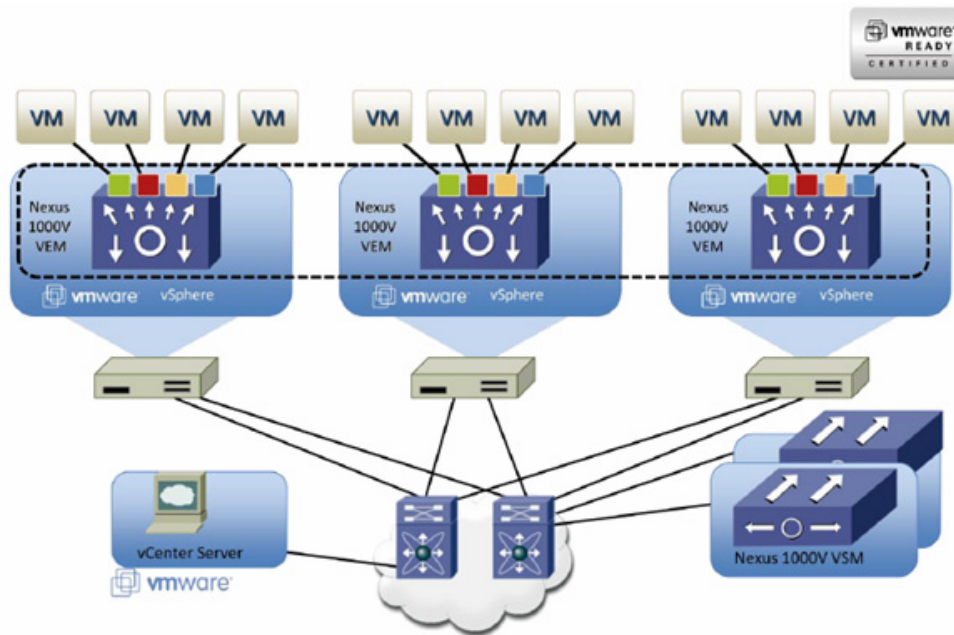 vmware
READY
CERTIFIED
VM VM VM VM VM VM VM VM VM VM VM VM
Nexus
1000V
VEM
vmware vSphere
Nexus
1000V
VEM
vmware vSphere
Nexus
1000V
VEM
vmware vSphere
vCenter Server
vmware
Nexus 1000V VSM